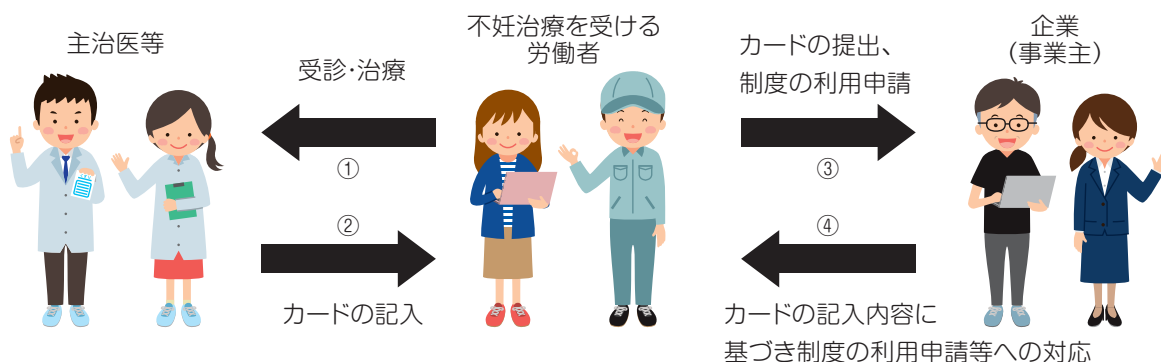 主治医等
受診・治療
①
②
カードの記入
不妊治療を受ける
労働者
カードの提出、
制度の利用申請
③
④
カードの記入内容に
基づき制度の利用申請等への対応
企業
(事業主)